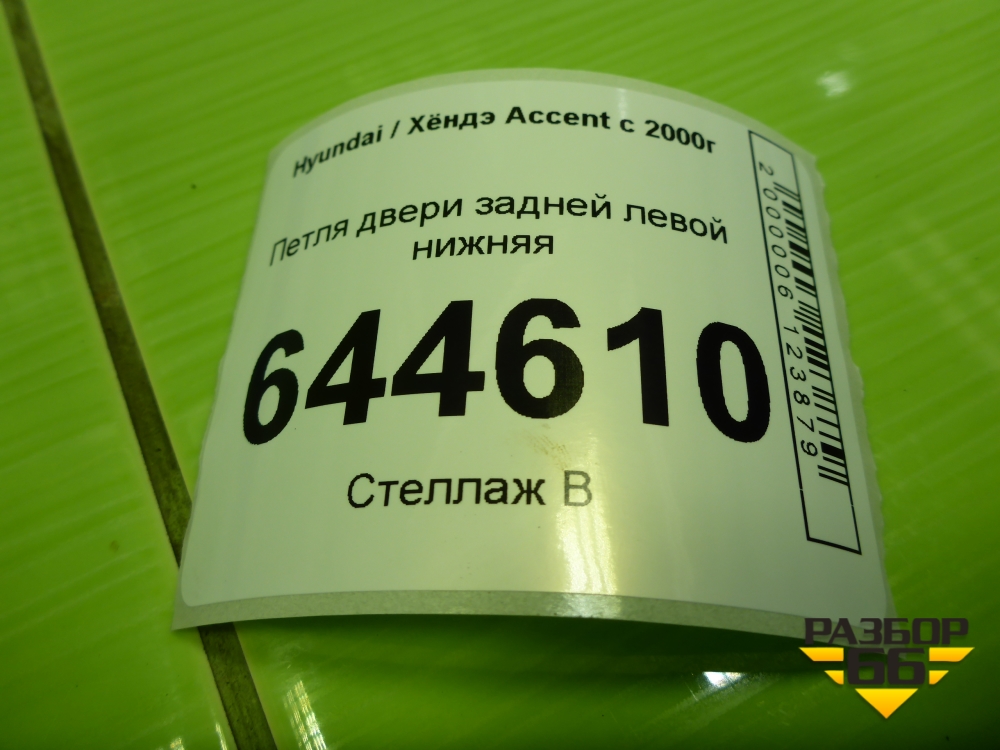 Hyundai / Хёндэ Accent с 2000г
Петля двери задней левой
нижняя
644610
Стеллаж В
2000006123879
РАЗБОР
66